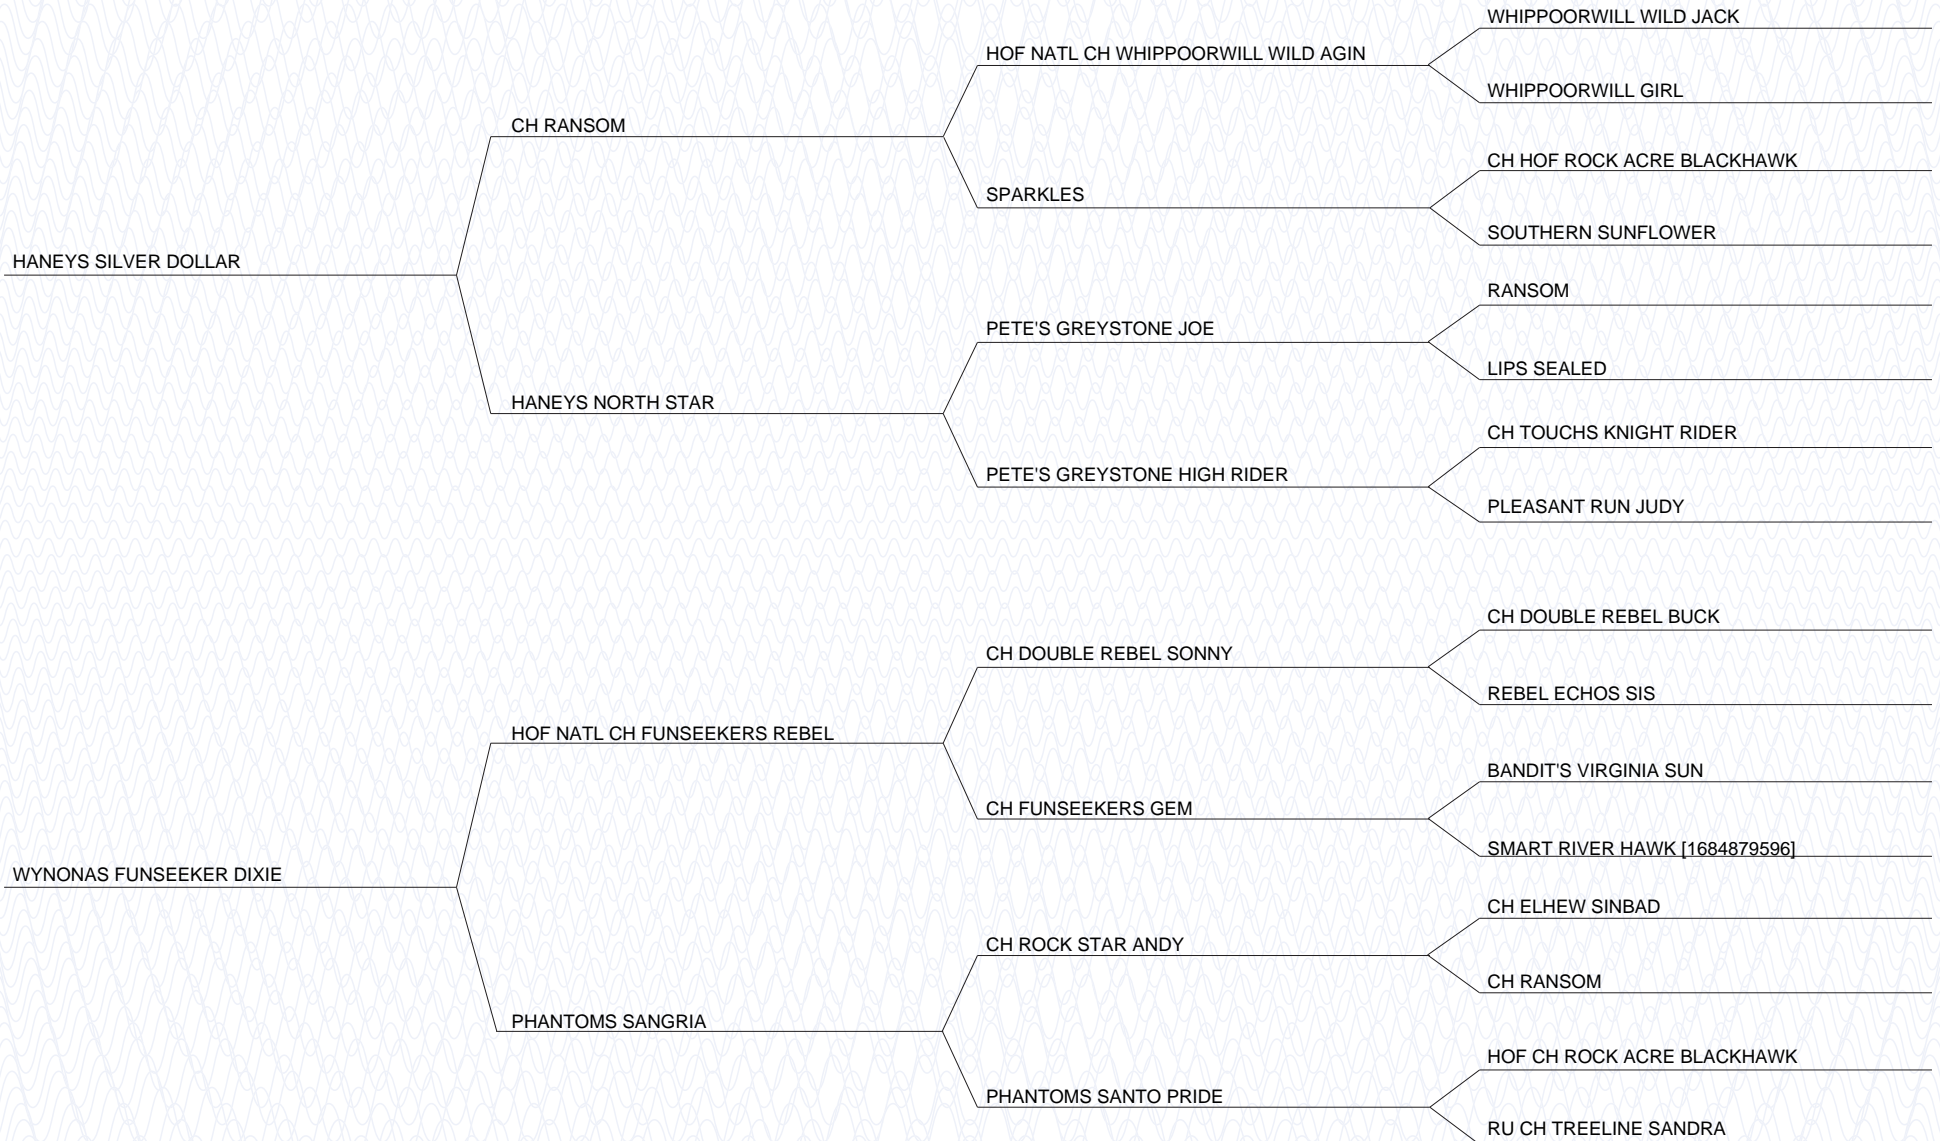 WHIPPOORWILL WILD JACK
HOF NATL CH WHIPPOORWILL WILD AGIN
WHIPPOORWILL GIRL
CH RANSOM
CH HOF ROCK ACRE BLACKHAWK
SPARKLES
SOUTHERN SUNFLOWER
HANEYS SILVER DOLLAR
RANSOM
PETE'S GREYSTONE JOE
LIPS SEALED
HANEYS NORTH STAR
CH TOUCHS KNIGHT RIDER
PETE'S GREYSTONE HIGH RIDER
PLEASANT RUN JUDY
CH DOUBLE REBEL BUCK
CH DOUBLE REBEL SONNY
REBEL ECHOS SIS
HOF NATL CH FUNSEEKERS REBEL
BANDIT'S VIRGINIA SUN
CH FUNSEEKERS GEM
SMART RIVER HAWK [1684879596]
WYNONAS FUNSEEKER DIXIE
CH ELHEW SINBAD
CH ROCK STAR ANDY
CH RANSOM
PHANTOMS SANGRIA
HOF CH ROCK ACRE BLACKHAWK
PHANTOMS SANTO PRIDE
RU CH TREELINE SANDRA